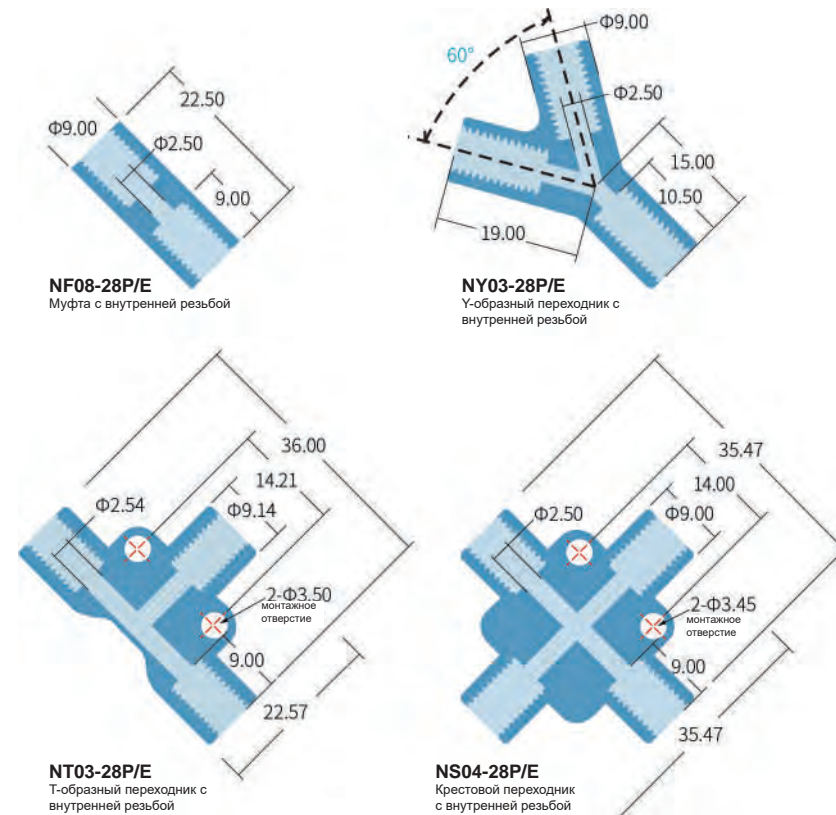 Φ9.00
22.50
Φ2.50
9.00
NF08-28P/E
Муфта с внутренней резьбой
60°
Φ9.00
Φ2.50
15.00
10.50
19.00
NY03-28P/E
Y-образный переходник с
внутренней резьбой
36.00
14.21
Φ2.54
Φ9.14
2-Φ3.50
монтажное
отверстие
9.00
22.57
NT03-28P/E
Т-образный переходник с
внутренней резьбой
35.47
14.00
Φ2.50
Φ9.00
2-Φ3.45
монтажное
отверстие
9.00
35.47
NS04-28P/E
Крестовой переходник
с внутренней резьбой